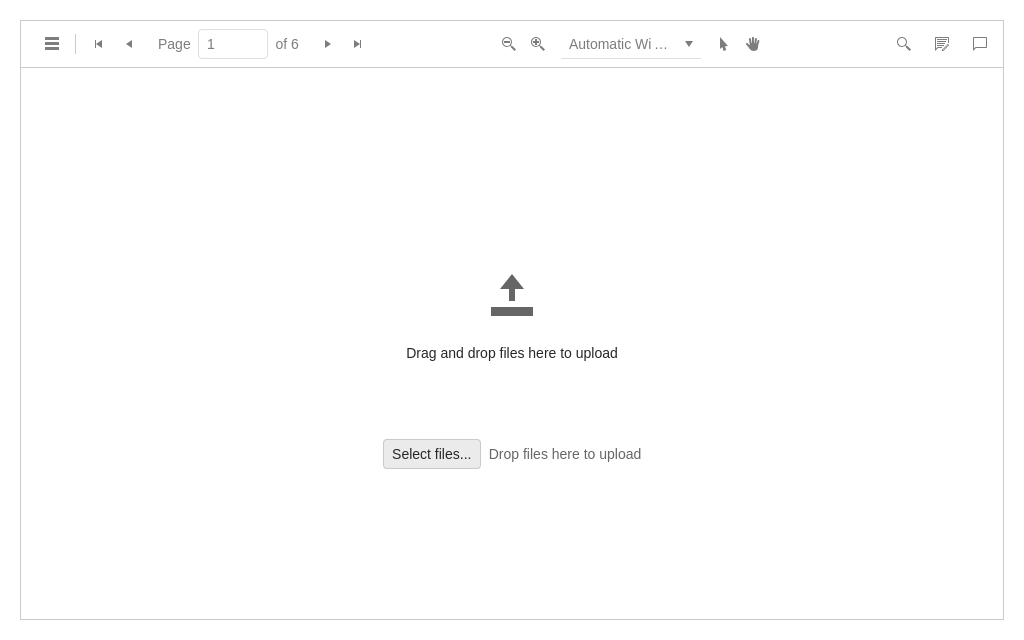 Page 1 of 6 Automatic Wi ...
Drag and drop files here to upload
Select files... Drop files here to upload